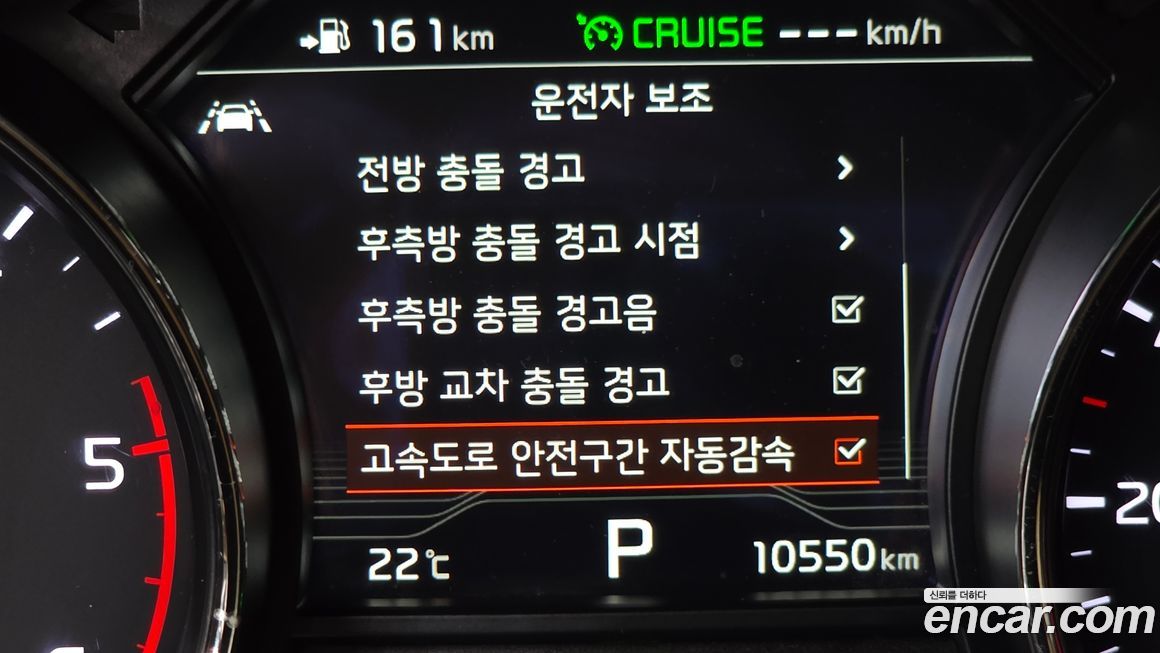 161 km CRUISE --- km/h
운전자 보조
전방 충돌 경고
후측방 충돌 경고 시점
후측방 충돌 경고음
후방 교차 충돌 경고
고속도로 안전구간 자동감속
5
20
22℃ P 10550 km
신뢰를 더하다
encar.com